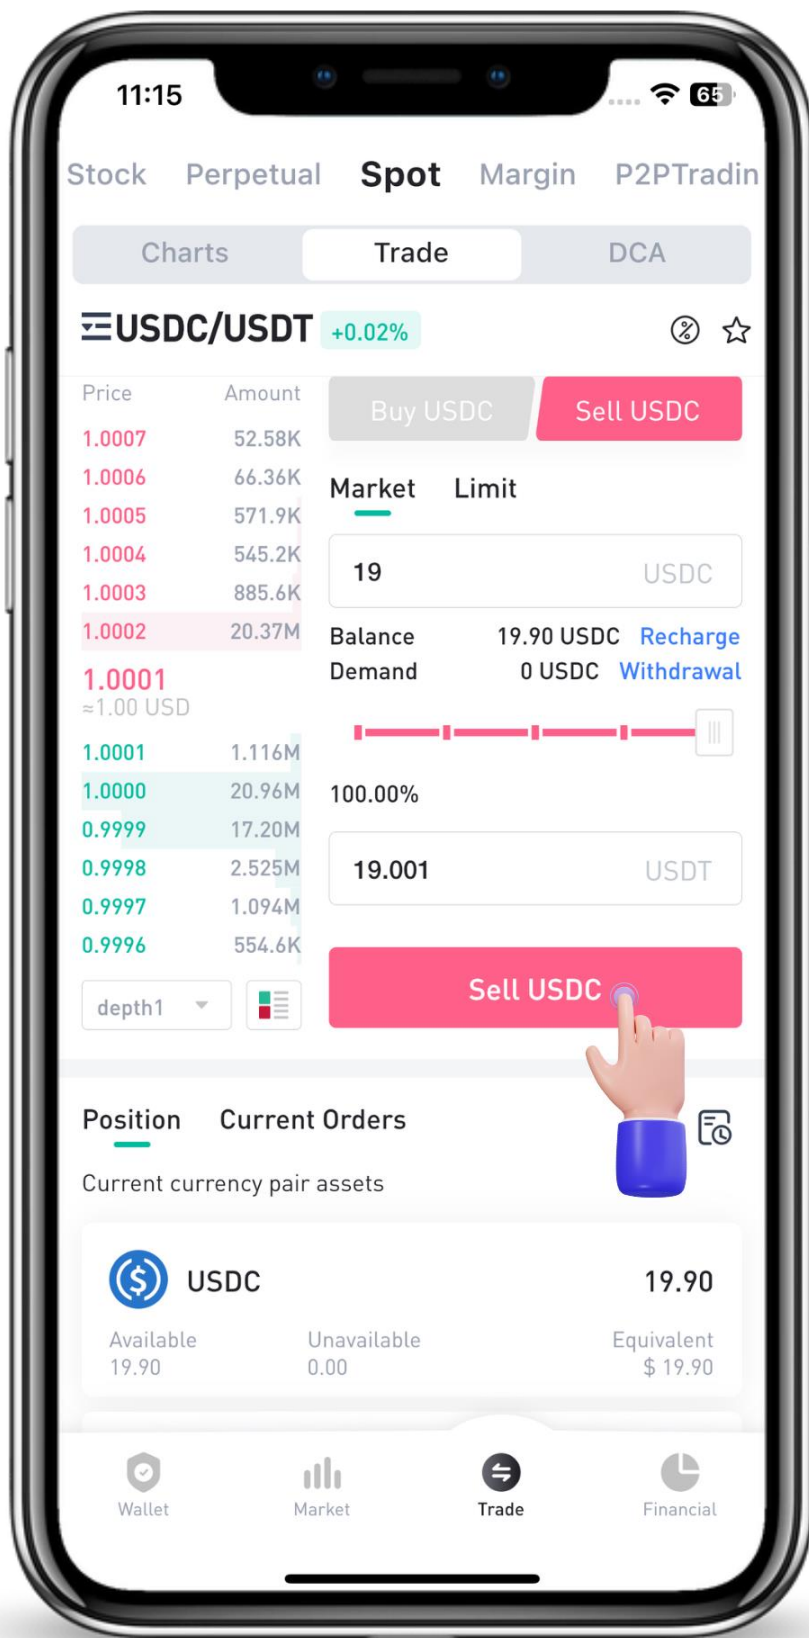 11:15
65
Stock Perpetual Spot Margin P2PTradin
Charts Trade DCA
USDC/USDT +0.02%
Price Amount
Buy USDC Sell USDC
1.0007 52.58K
1.0006 66.36K
Market Limit
1.0005 571.9K
1.0004 545.2K
19 USDC
1.0003 885.6K
1.0002 20.37M
Balance 19.90 USDC Recharge
1.0001
Demand 0 USDC Withdrawal
≈1.00 USD
1.0001 1.116M
1.0000 20.96M
100.00%
0.9999 17.20M
0.9998 2.525M
19.001 USDT
0.9997 1.094M
0.9996 554.6K
depth1
Sell USDC
Position Current Orders
Current currency pair assets
USDC 19.90
Available Unavailable Equivalent
19.90 0.00 $ 19.90
Wallet Market Trade Financial